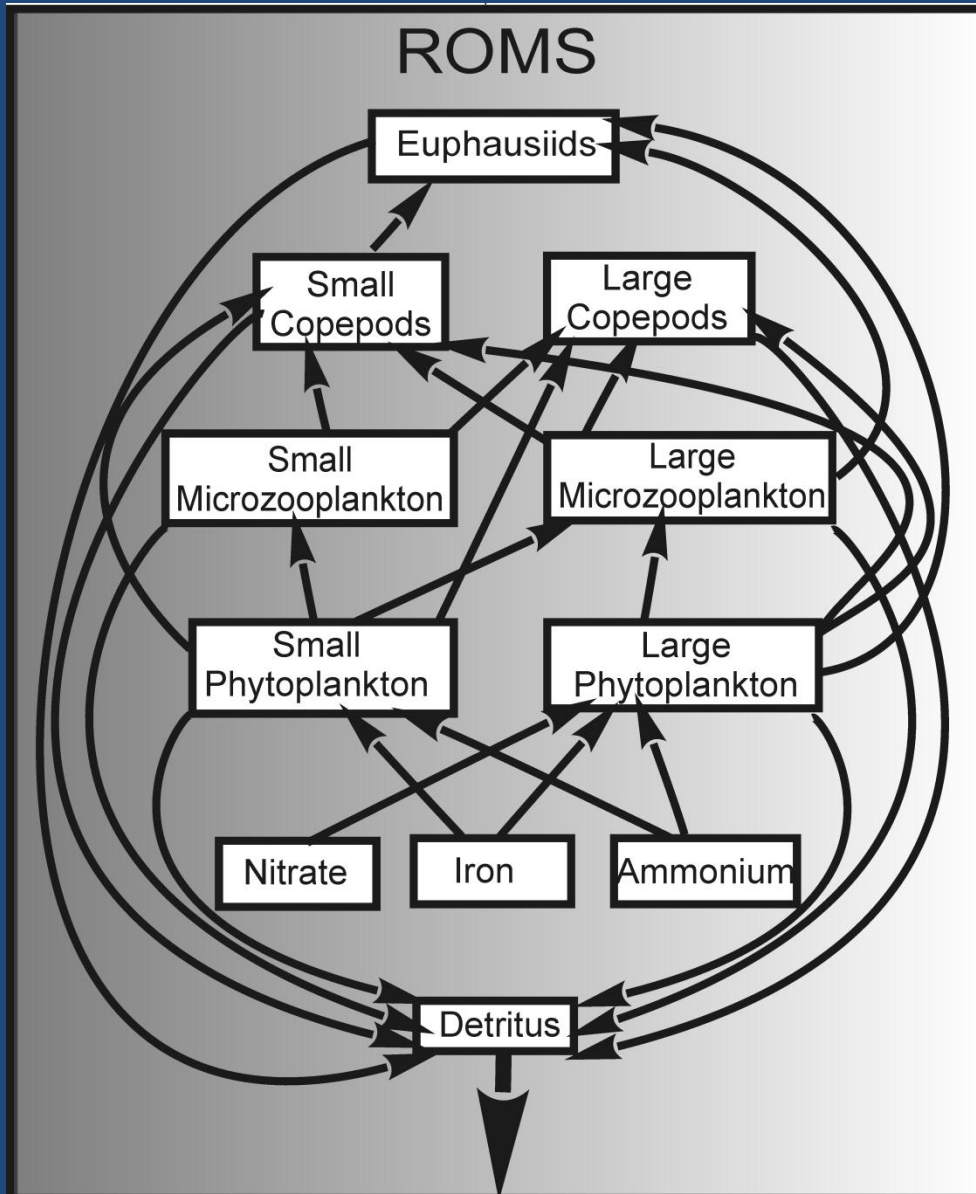 ROMS
Euphausiids
Small
Copepods
Large
Copepods
Small
Microzooplankton
Large
Microzooplankton
Small
Phytoplankton
Large
Phytoplankton
Nitrate
Iron
Ammonium
Detritus